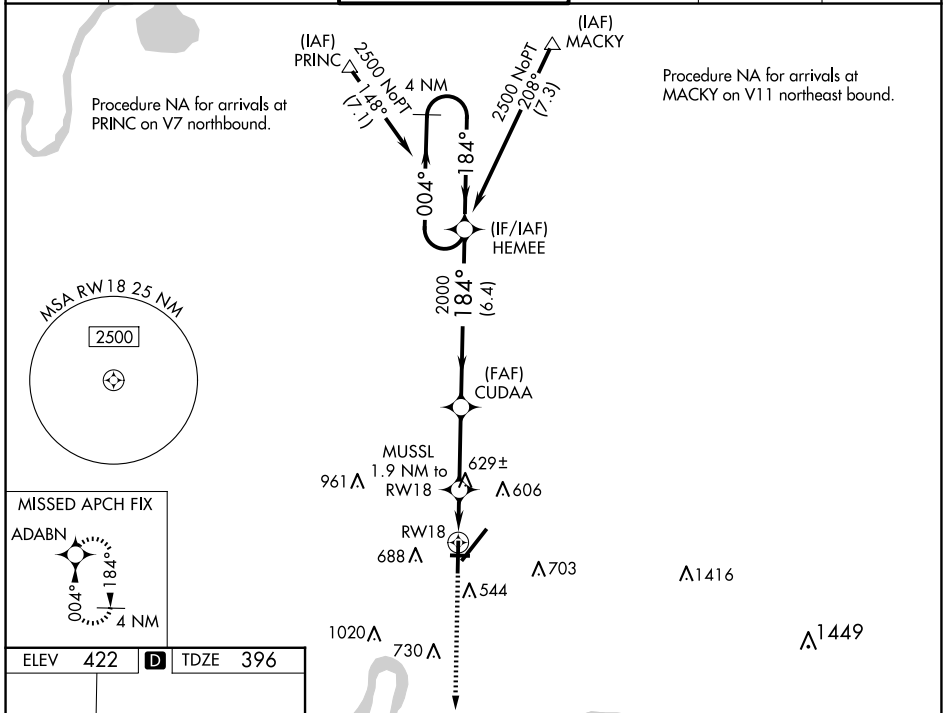 (IAF)
PRINC
2500 NoPT
148°
(7.1)
4 NM
(IAF)
MACKY
2500 NoPT
208°
(7.3)
Procedure NA for arrivals at
PRINC on V7 northbound.
Procedure NA for arrivals at
MACKY on V11 northeast bound.
004°
184°
(IF/IAF)
HEMEE
2000
184°
(6.4)
MSA RW18 25 NM
2500
(FAF)
CUDAA
MUSSL
1.9 NM to
RW18
961
629±
606
RW18
688
703
1416
544
1020
730
1449
MISSED APCH FIX
ADABN
004°
184°
4 NM
ELEV 422 D TDZE 396